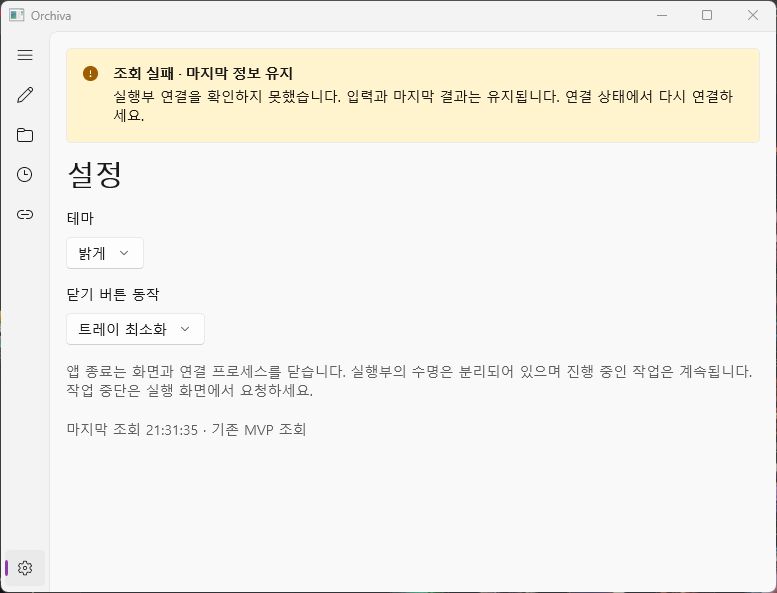 Orchiva
조회 실패 · 마지막 정보 유지
실행부 연결을 확인하지 못했습니다. 입력과 마지막 결과는 유지됩니다. 연결 상태에서 다시 연결하
세요.
설정
테마
밝게
닫기 버튼 동작
트레이 최소화
앱 종료는 화면과 연결 프로세스를 닫습니다. 실행부의 수명은 분리되어 있으며 진행 중인 작업은 계속됩니다.
작업 중단은 실행 화면에서 요청하세요.
마지막 조회 21:31:35 · 기존 MVP 조회